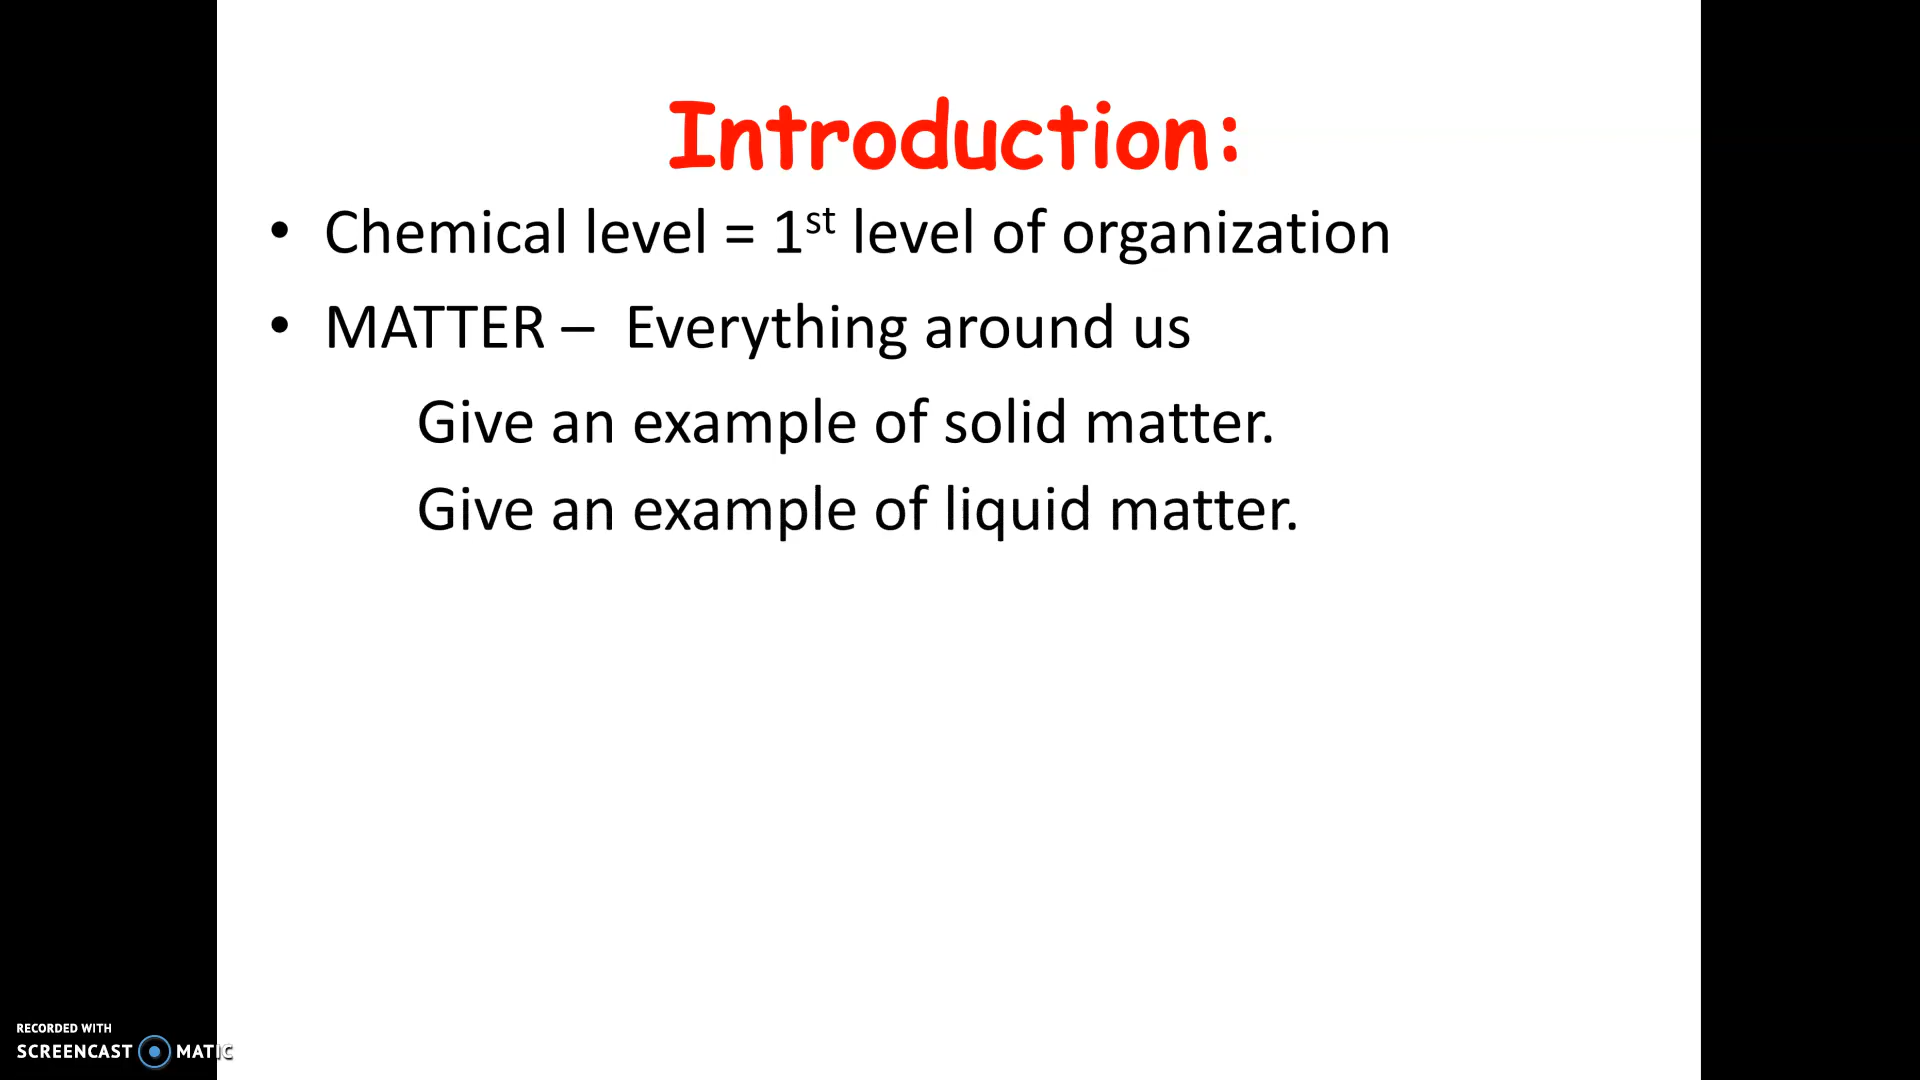 Introduction:
• Chemical level = 1st level of organization
• MATTER – Everything around us
Give an example of solid matter.
Give an example of liquid matter.
RECORDED WITH
SCREENCAST MATIC